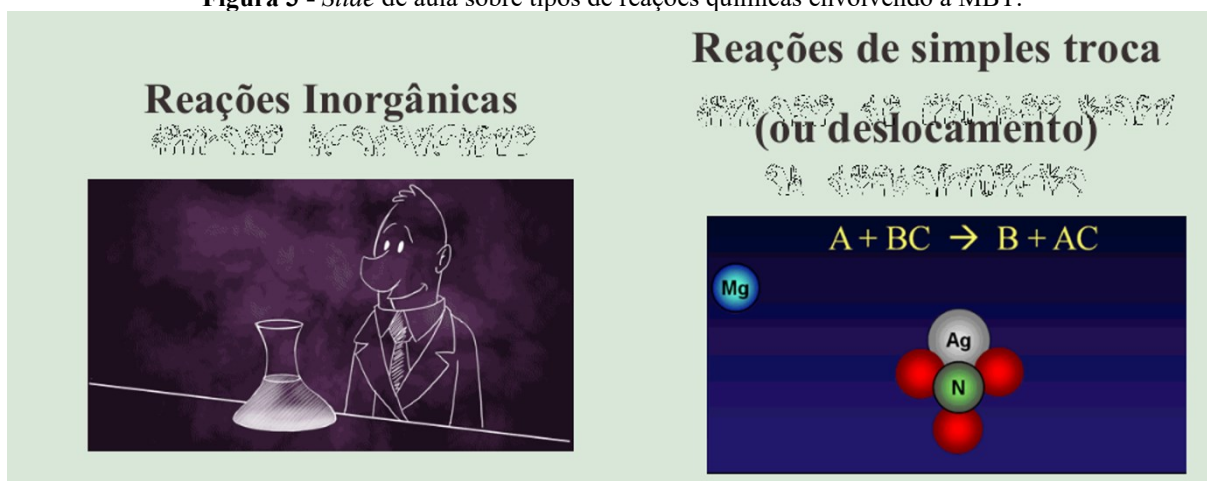 Figura 5 - Slide de aula sobre tipos de reações químicas envolvendo a MBT.
Reações Inorgânicas
Reações de simples troca
(ou deslocamento)
A + BC → B + AC
Mg
Ag
N